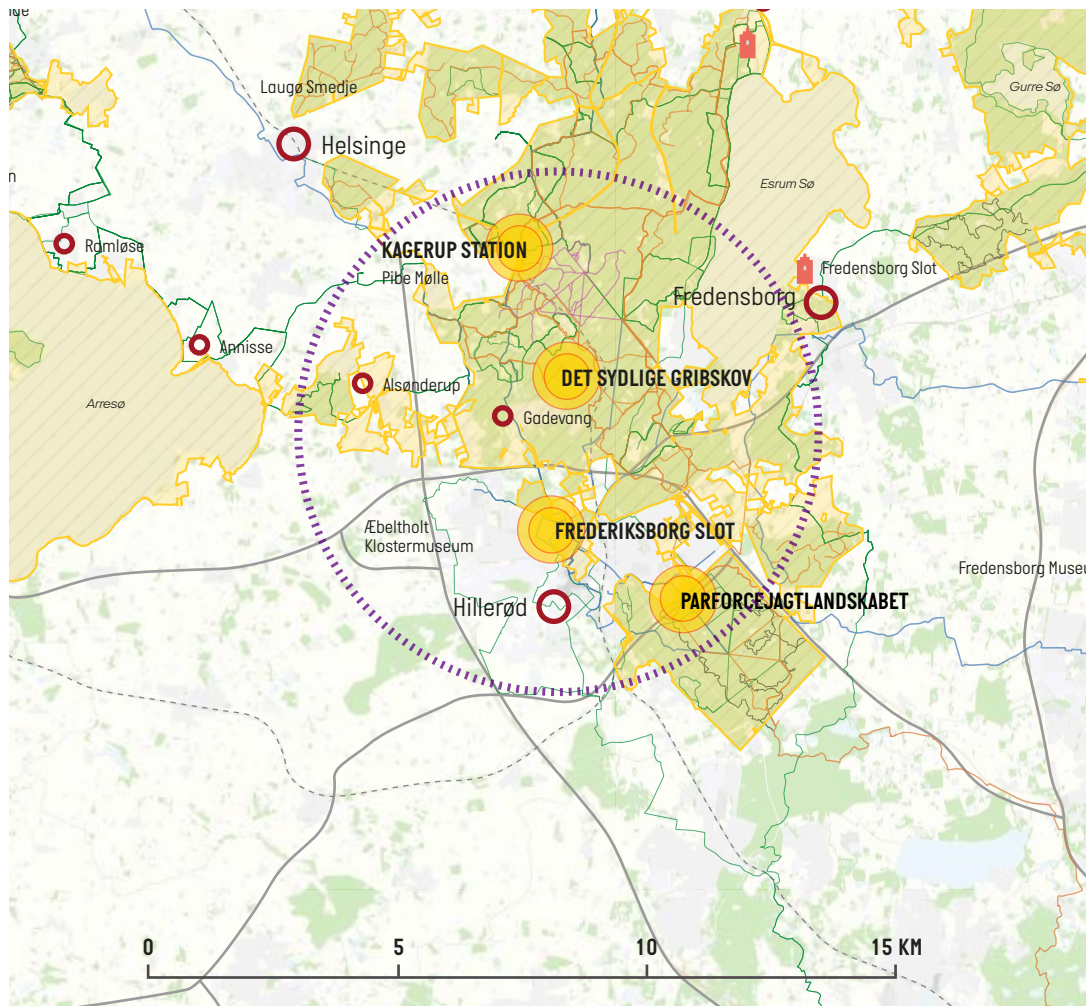 Laugø Smedje
Gurre Sø
Helsinge
Esrum Sø
Ramløse
KAGERUP STATION
Pibe Mølle
Fredensborg Slot
Fredensborg
Annisse
DET SYDLIGE GRIBSKOV
Alsønderup
Arresø
Gadevang
Æbeltholt
Klostermuseum
FREDERIKSBORG SLOT
Fredensborg Museu
Hillerød
PARFORCEJAGTLANDSKABET
0 5 10 15 KM